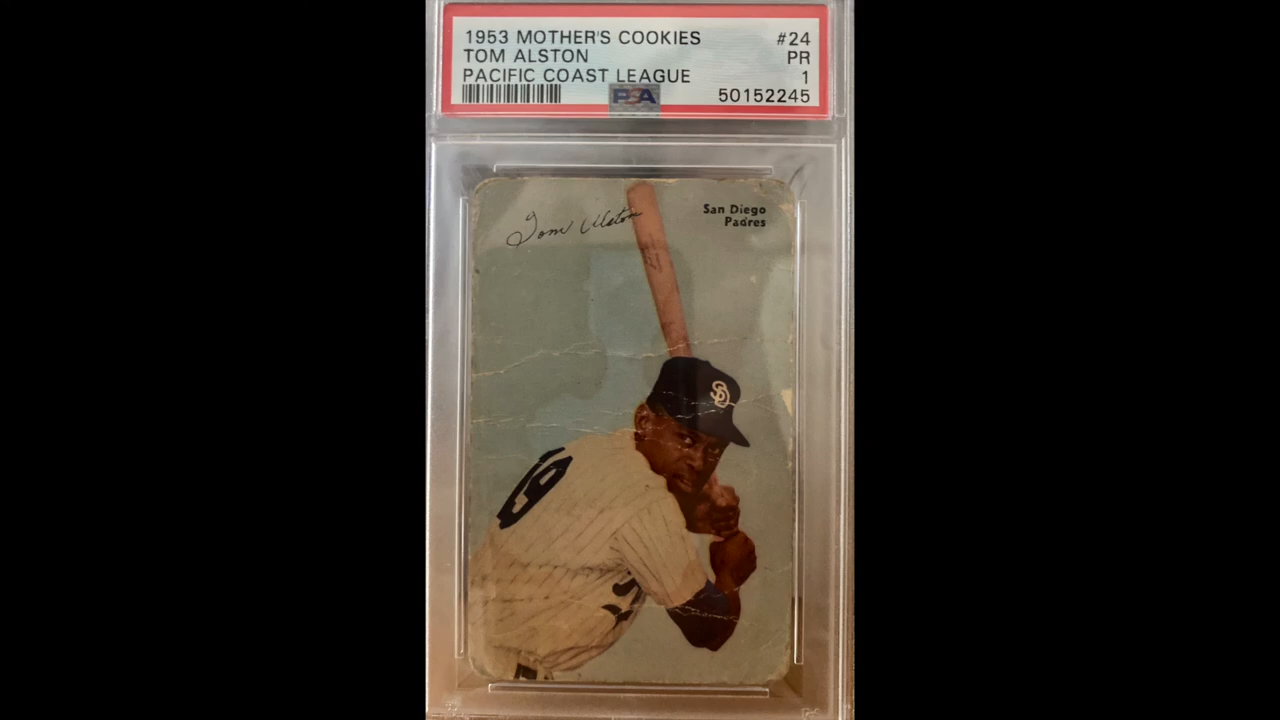 1953 MOTHER'S COOKIES #24
TOM ALSTON PR
PACIFIC COAST LEAGUE 1
PSA 50152245
Tom Alston
San Diego
Padres
SD
19